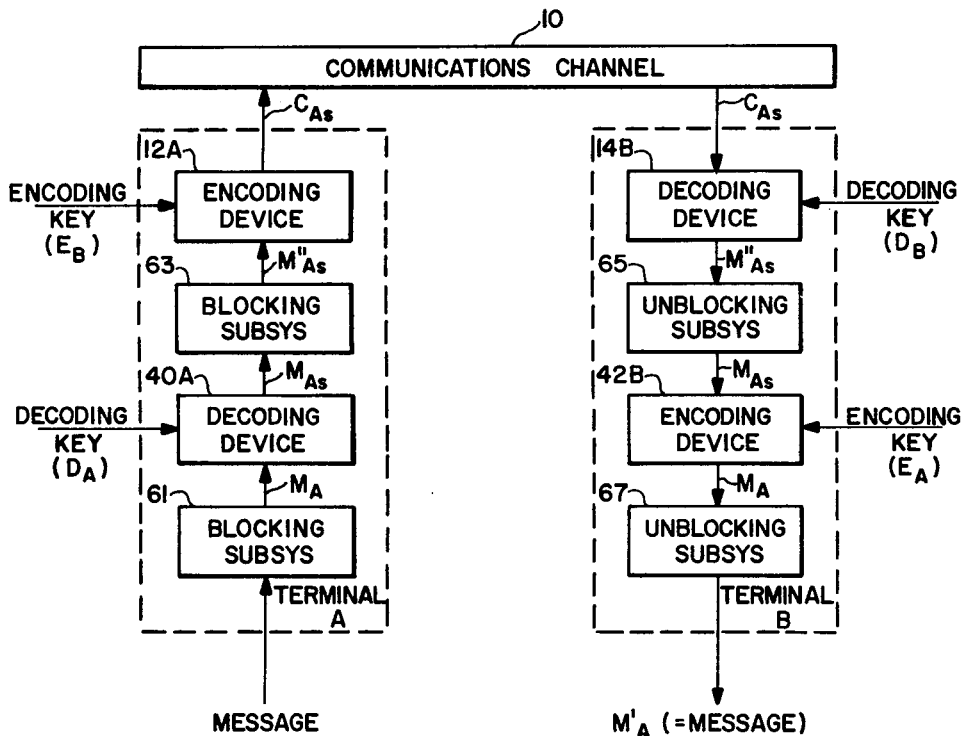 10
COMMUNICATIONS CHANNEL
C_As
C_As
12A
14B
ENCODING
KEY
(E_B)
ENCODING
DEVICE
DECODING
DEVICE
DECODING
KEY
(D_B)
M"_As
M"_As
63
65
BLOCKING
SUBSYS
UNBLOCKING
SUBSYS
M_As
M_As
40A
42B
DECODING
KEY
(D_A)
DECODING
DEVICE
ENCODING
DEVICE
ENCODING
KEY
(E_A)
M_A
M_A
61
67
BLOCKING
SUBSYS
UNBLOCKING
SUBSYS
TERMINAL
A
TERMINAL
B
MESSAGE
M'_A (=MESSAGE)